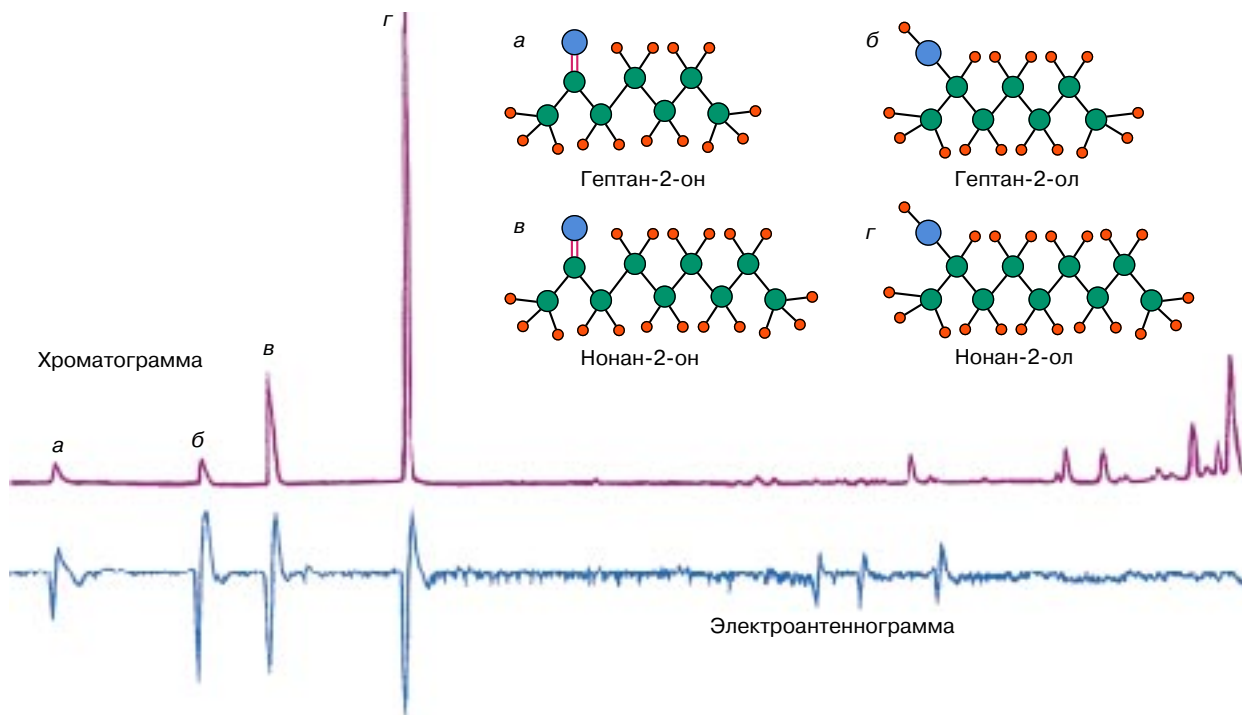 г
а
б
Гептан-2-он
Гептан-2-ол
в
г
Нонан-2-он
Нонан-2-ол
Хроматограмма
в
а
б
Электроантеннограмма